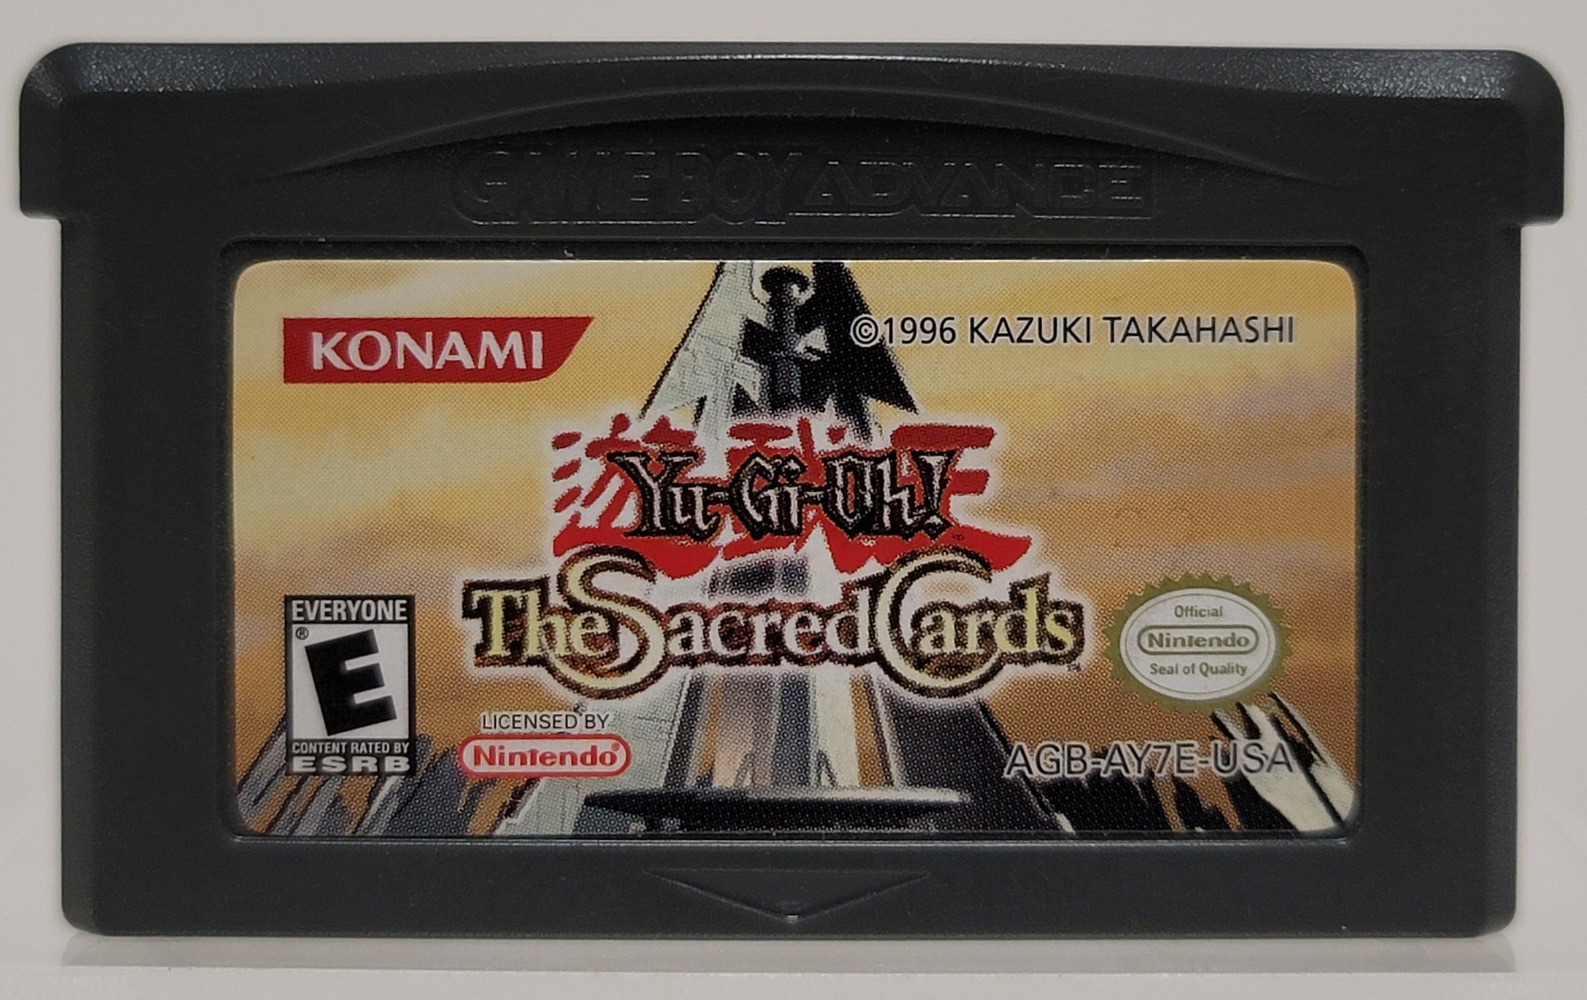 GAME BOY ADVANCE
KONAMI
©1996 KAZUKI TAKAHASHI
遊戯王
Yu-Gi-Oh!
The Sacred Cards
EVERYONE
®
E
CONTENT RATED BY
ESRB
LICENSED BY
Nintendo®
Official
Nintendo
Seal of Quality
AGB-AY7E-USA